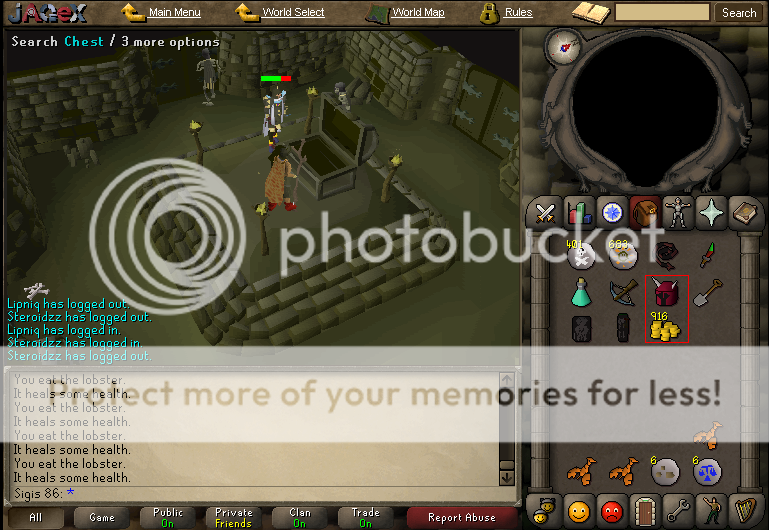 JAGEX
Main Menu
World Select
World Map
Rules
Search
Search Chest / 3 more options
photobucket
401
683
916
Lipniq has logged out.
Steroidzz has logged out.
Lipniq has logged in.
Steroidzz has logged in.
Steroidzz has logged out.
Protect more of your memories for less!
You eat the lobster.
It heals some health.
You eat the lobster.
It heals some health.
You eat the lobster.
It heals some health.
You eat the lobster.
It heals some health.
Sigis 86: *
6
6
All
Game
Public
On
Private
Friends
Clan
On
Trade
On
Report Abuse